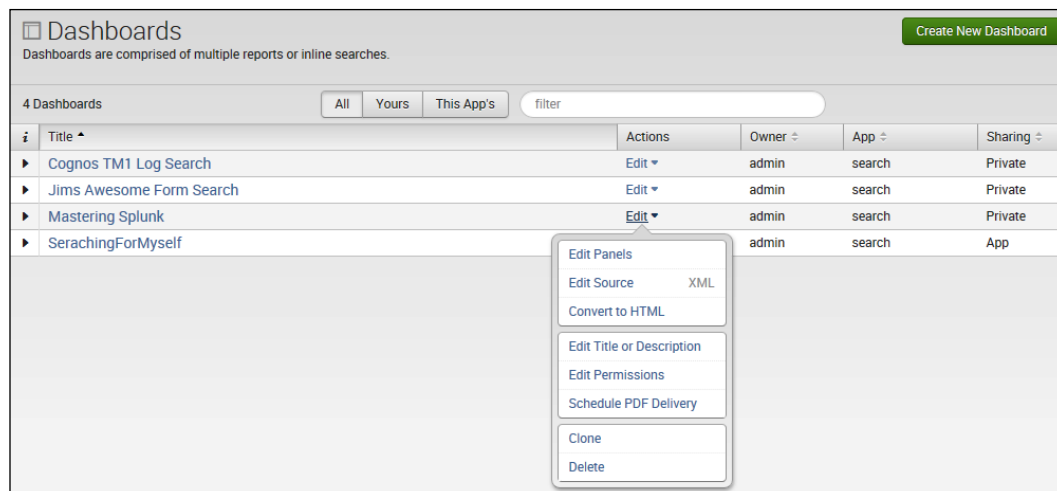 Dashboards
Create New Dashboard
Dashboards are comprised of multiple reports or inline searches.
4 Dashboards All Yours This App's filter
i Title Actions Owner App Sharing
Cognos TM1 Log Search Edit admin search Private
Jims Awesome Form Search Edit admin search Private
Mastering Splunk Edit admin search Private
SerachingForMyself admin search App
Edit Panels
Edit Source XML
Convert to HTML
Edit Title or Description
Edit Permissions
Schedule PDF Delivery
Clone
Delete